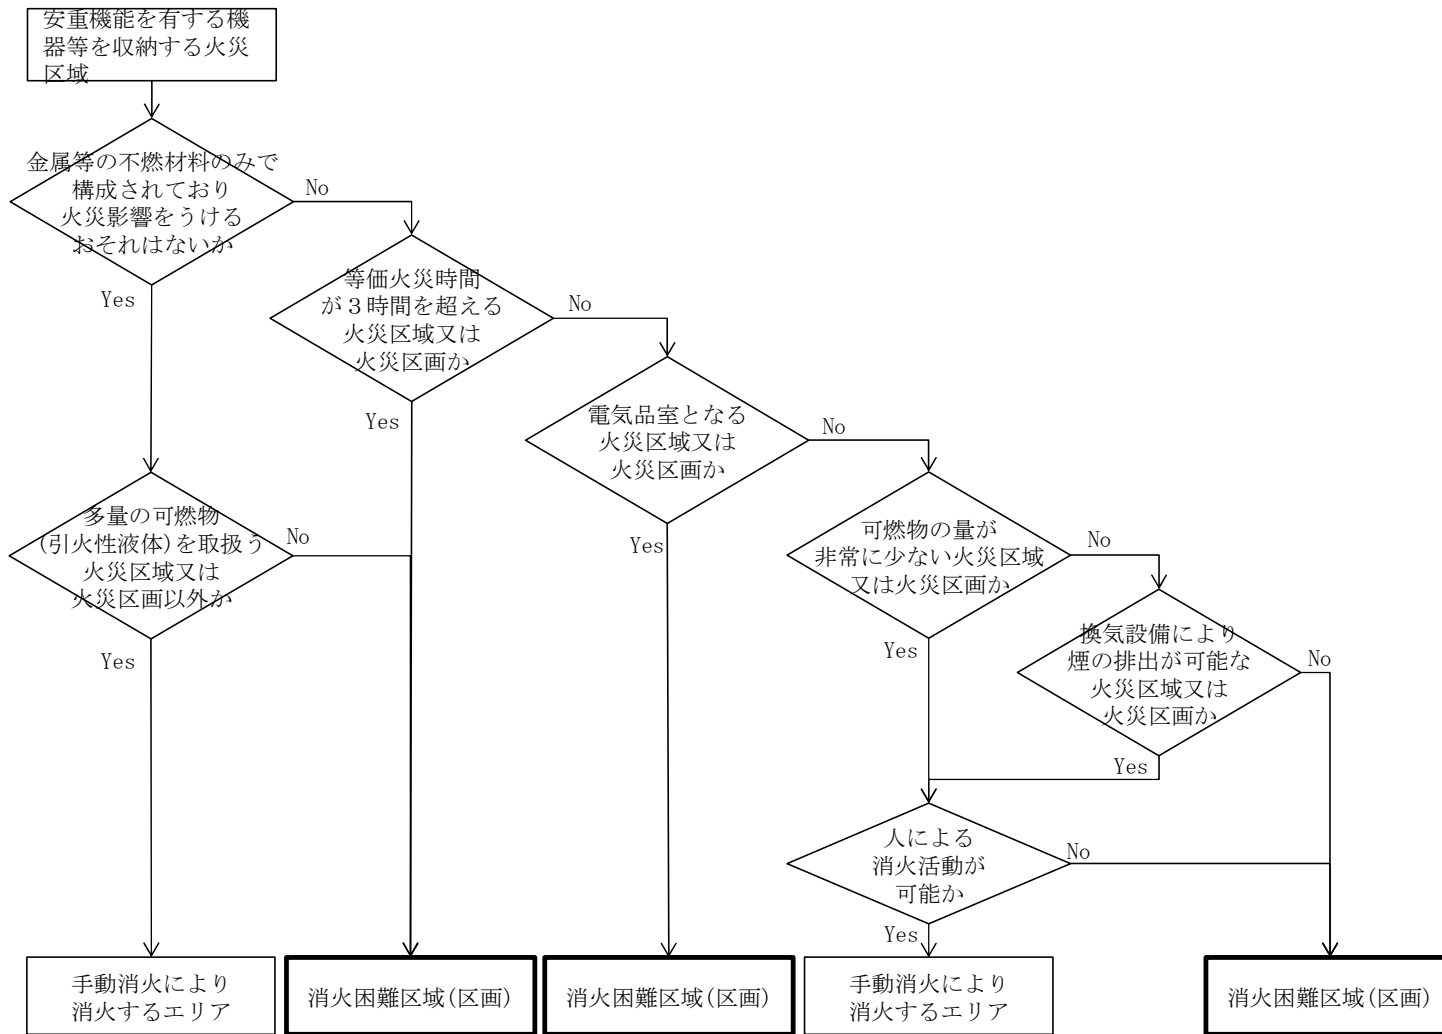 安重機能を有する機
器等を収納する火災
区域
金属等の不燃材料のみで
構成されており
火災影響をうける
おそれはないか
No
Yes
等価火災時間
が３時間を超える
火災区域又は
火災区画か
No
Yes
電気品室となる
火災区域又は
火災区画か
No
Yes
多量の可燃物
(引火性液体)を取扱う
火災区域又は
火災区画以外か
No
Yes
可燃物の量が
非常に少ない火災区域
又は火災区画か
No
Yes
換気設備により
煙の排出が可能な
火災区域又は
火災区画か
No
Yes
人による
消火活動が
可能か
No
Yes
手動消火により
消火するエリア
消火困難区域(区画)
消火困難区域(区画)
手動消火により
消火するエリア
消火困難区域(区画)